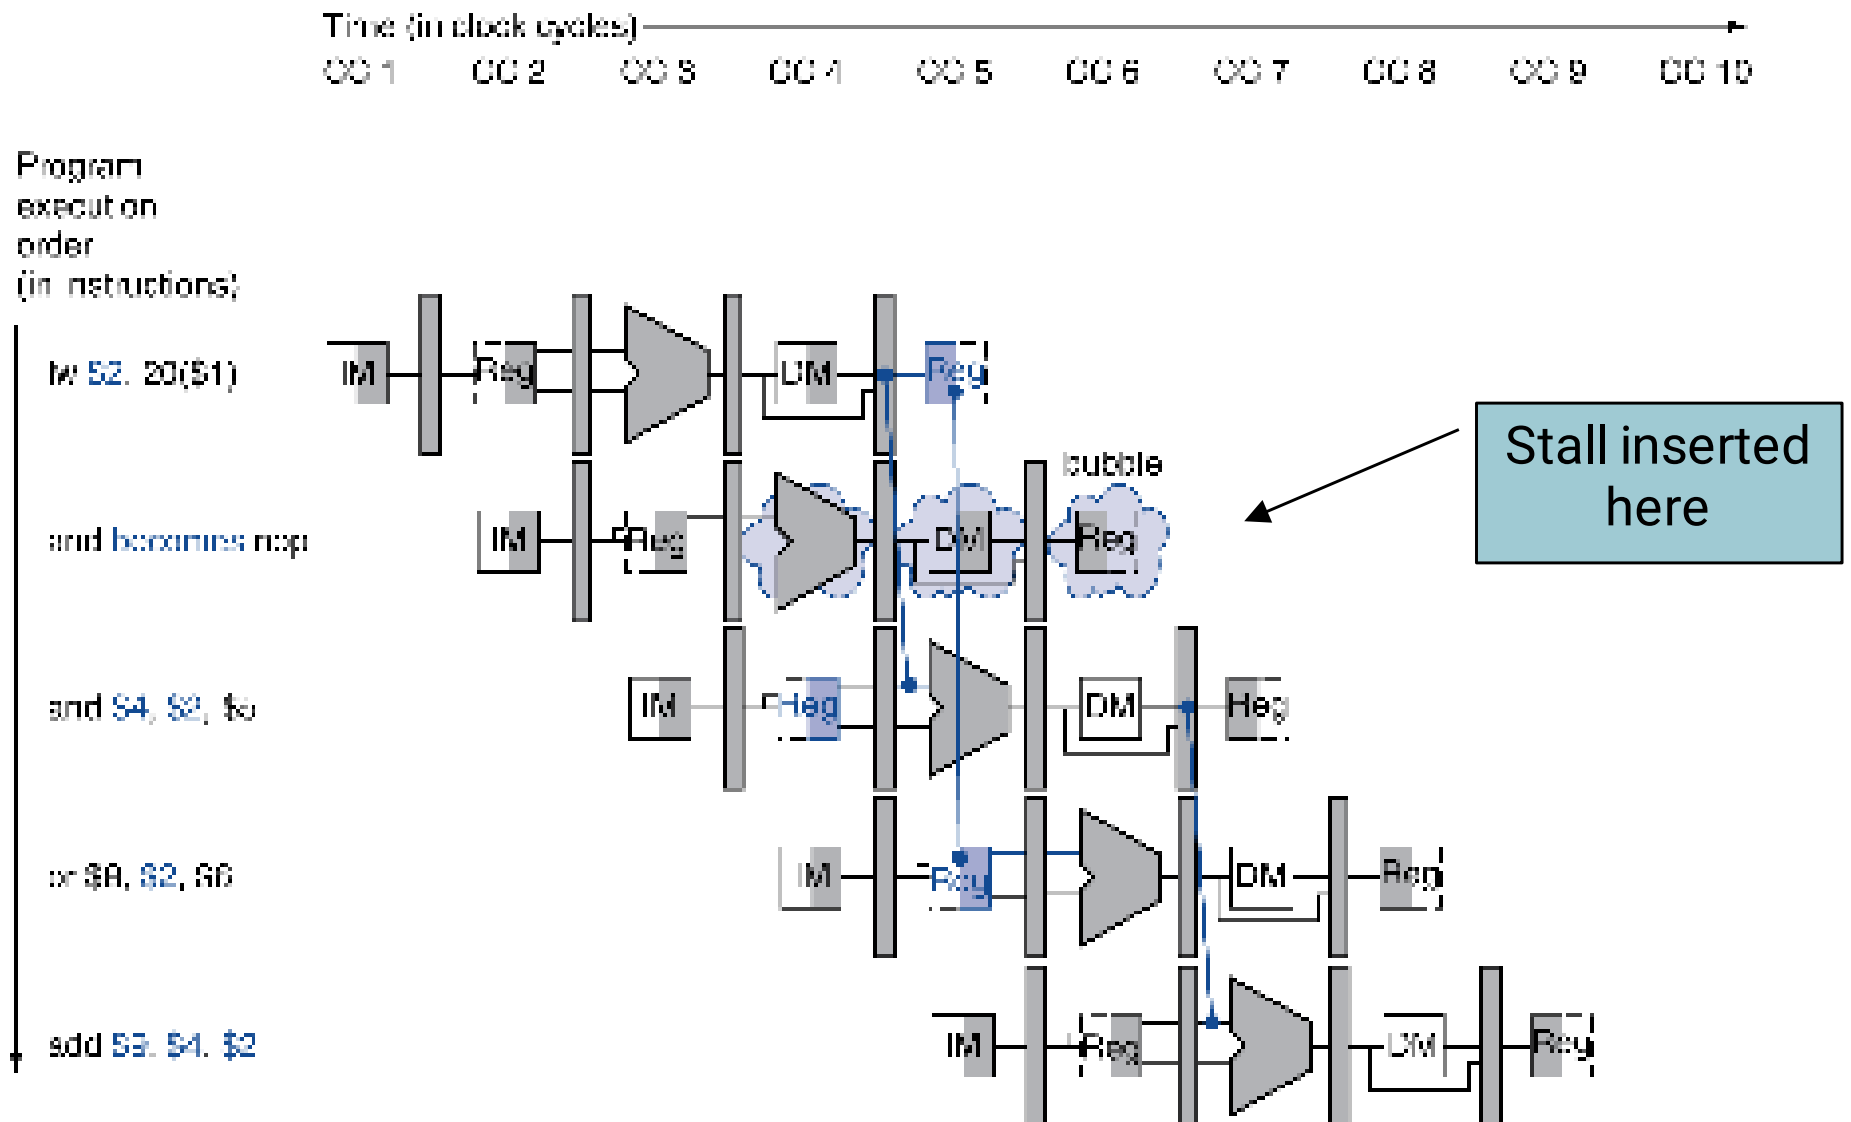 Time (in clock cycles)
CC 1 CC 2 CC 3 CC 4 CC 5 CC 6 CC 7 CC 8 CC 9 CC 10
Program
execution
order
(in instructions)
lw $2, 20($1)
IM Reg DM Reg
bubble
Stall inserted
here
and becomes nop
IM Reg DM Reg
and $4, $2, $5
IM Reg DM Reg
or $8, $2, $6
IM Reg DM Reg
add $9, $4, $2
IM Reg DM Reg